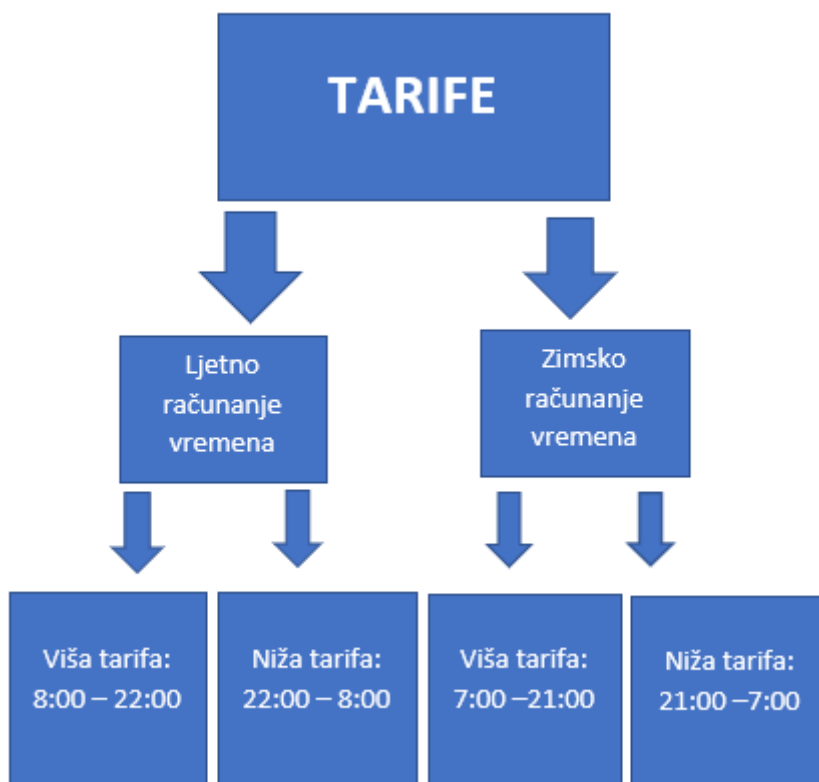 TARIFE
Ljetno
računanje
vremena
Zimsko
računanje
vremena
Viša tarifa:
8:00 – 22:00
Niža tarifa:
22:00 – 8:00
Viša tarifa:
7:00 –21:00
Niža tarifa:
21:00 –7:00